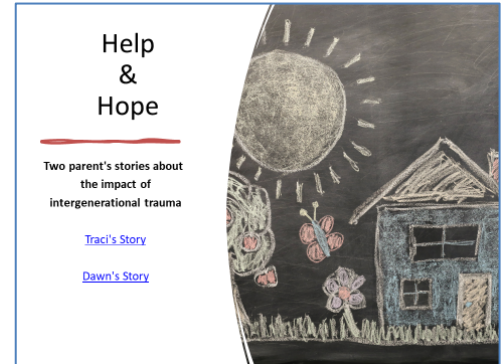 Help
&
Hope
Two parent's stories about
the impact of
intergenerational trauma
Traci's Story
Dawn's Story